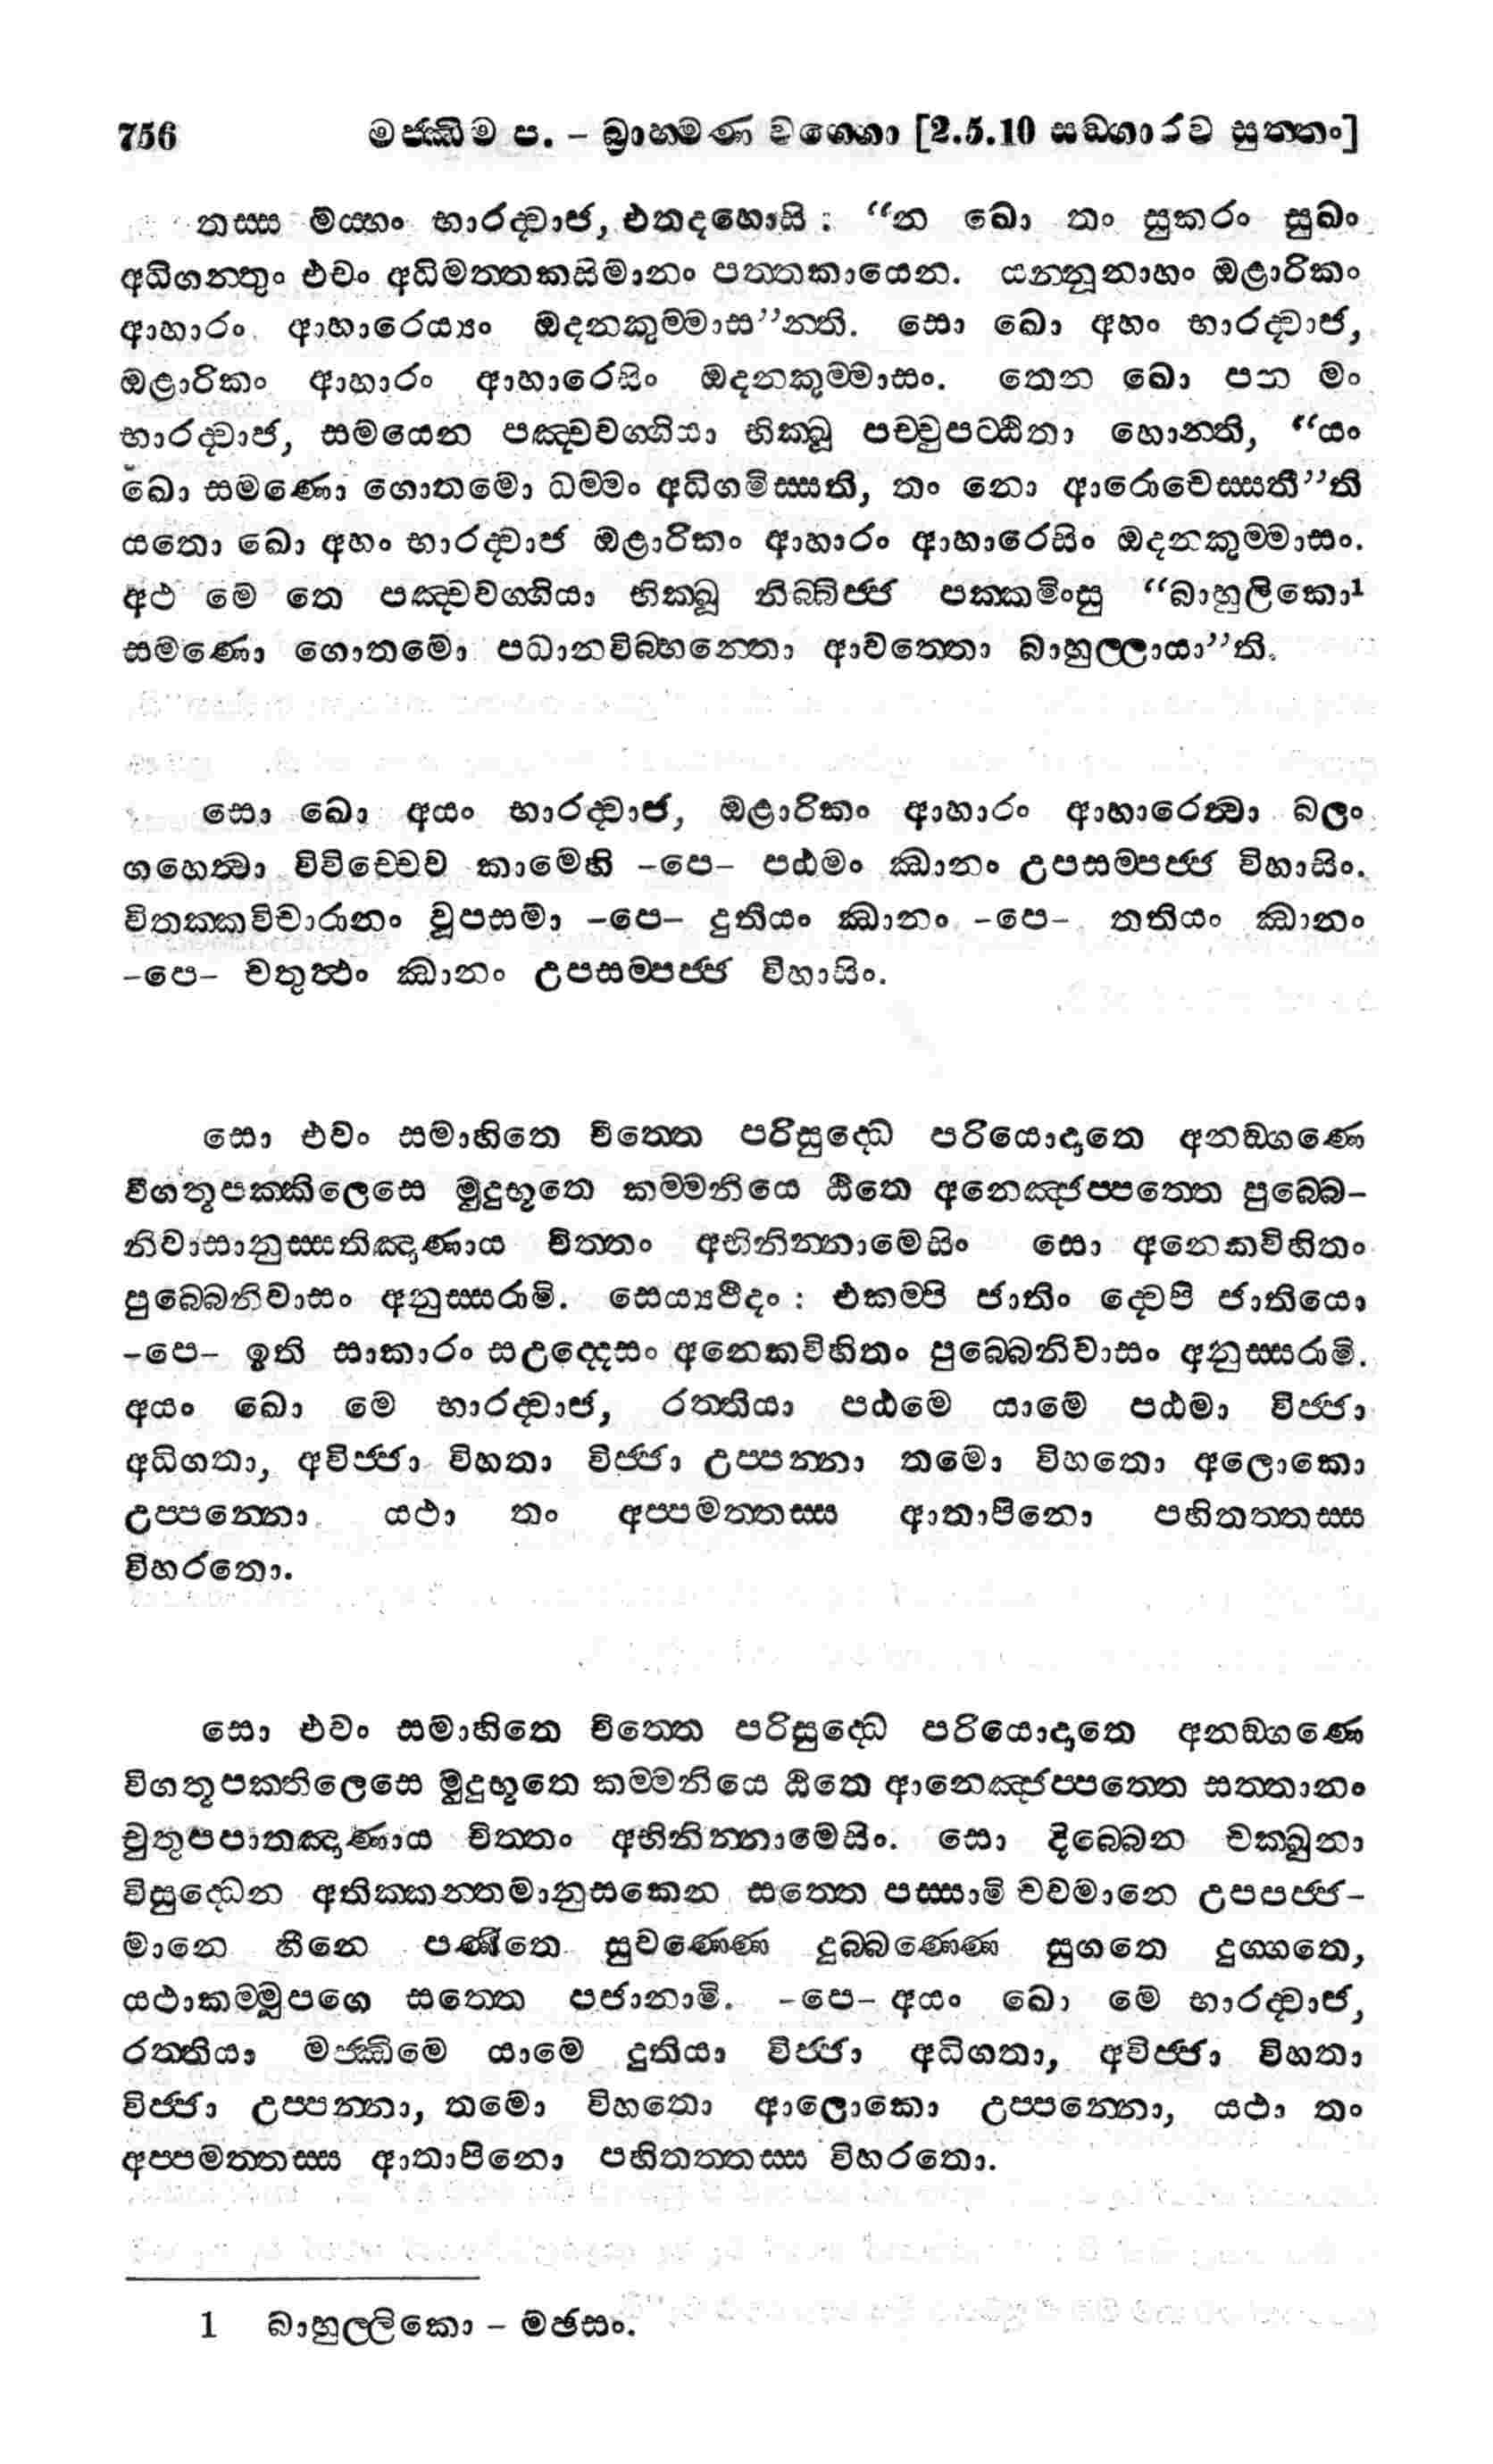 756 මජ්ඣිම ප. – බ්‍රාහ්මණ වග්ගො [2.5.10 සඞ්ගාරව සුත්තං]
තස්ස මය්හං භාරද්වාජ, එතදහොසි : “න ඛො තං සුකරං සුඛං
අධිගන්තුං එවං අධිමත්තකසිමානං පත්තකායෙන. යන්නූනාහං ඔළාරිකං
ආහාරං ආහාරෙය්‍යං ඔදනකුම්මාස”න්ති. සො ඛො අහං භාරද්වාජ,
ඔළාරිකං ආහාරං ආහාරෙසිං ඔදනකුම්මාසං. තෙන ඛො පන මං
භාරද්වාජ, සමයෙන පඤ්චවග්ගියා භික්ඛූ පච්චුපට්ඨිතා හොන්ති, “යං
ඛො සමණො ගොතමො ධම්මං අධිගමිස්සති, තං නො ආරොචෙස්සතී”ති
යතො ඛො අහං භාරද්වාජ ඔළාරිකං ආහාරං ආහාරෙසිං ඔදනකුම්මාසං.
අථ මෙ තෙ පඤ්චවග්ගියා භික්ඛූ නිබ්බිජ්ජ පක්කමිංසු “බාහුලිකො1
සමණො ගොතමො පධානවිබ්භන්තො ආවත්තො බාහුල්ලායා”ති.
සො ඛො අයං භාරද්වාජ, ඔළාරිකං ආහාරං ආහාරෙත්වා බලං
ගහෙත්වා විවිච්චෙව කාමෙහි –පෙ– පඨමං ඣානං උපසම්පජ්ජ විහාසිං.
විතක්කවිචාරානං වූපසමා –පෙ– දුතියං ඣානං –පෙ– තතියං ඣානං
–පෙ– චතුත්ථං ඣානං උපසම්පජ්ජ විහාසිං.
සො එවං සමාහිතෙ චිත්තෙ පරිසුද්ධෙ පරියොදාතෙ අනඞ්ගණෙ
විගතූපක්කිලෙසෙ මුදුභූතෙ කම්මනියෙ ඨිතෙ අනෙඤ්ජප්පත්තෙ පුබ්බෙ–
නිවාසානුස්සතිඤාණාය චිත්තං අභිනින්නාමෙසිං සො අනෙකවිහිතං
පුබ්බෙනිවාසං අනුස්සරාමි. සෙය්‍යථීදං : එකම්පි ජාතිං ද්වෙපි ජාතියො
–පෙ– ඉති සාකාරං සඋද්දෙසං අනෙකවිහිතං පුබ්බෙනිවාසං අනුස්සරාමි.
අයං ඛො මෙ භාරද්වාජ, රත්තියා පඨමෙ යාමෙ පඨමා විජ්ජා
අධිගතා, අවිජ්ජා විහතා විජ්ජා උප්පන්නා තමො විහතො අලොකො
උප්පන්නො යථා තං අප්පමත්තස්ස ආතාපිනො පහිතත්තස්ස
විහරතො.
සො එවං සමාහිතෙ චිත්තෙ පරිසුද්ධෙ පරියොදාතෙ අනඞ්ගණෙ
විගතූපකතිලෙසෙ මුදුභූතෙ කම්මනියෙ ඨිතෙ ආනෙඤ්ජප්පත්තෙ සත්තානං
චුතුපපාතඤාණාය චිත්තං අභිනින්නාමෙසිං. සො දිබ්බෙන චක්ඛුනා
විසුද්ධෙන අතික්කන්තමානුසකෙන සත්තෙ පස්සාමි චවමානෙ උපපජ්ජ–
මානෙ හීනෙ පණීතෙ සුවණ්ණෙ දුබ්බණ්ණෙ සුගතෙ දුග්ගතෙ,
යථාකම්මූපගෙ සත්තෙ පජානාමි. –පෙ– අයං ඛො මෙ භාරද්වාජ,
රත්තියා මජ්ඣිමෙ යාමෙ දුතියා විජ්ජා අධිගතා, අවිජ්ජා විහතා
විජ්ජා උප්පන්නා, තමො විහතො ආලොකො උප්පන්නො, යථා තං
අප්පමත්තස්ස ආතාපිනො පහිතත්තස්ස විහරතො.
1 බාහුල්ලිකො – මඡසං.